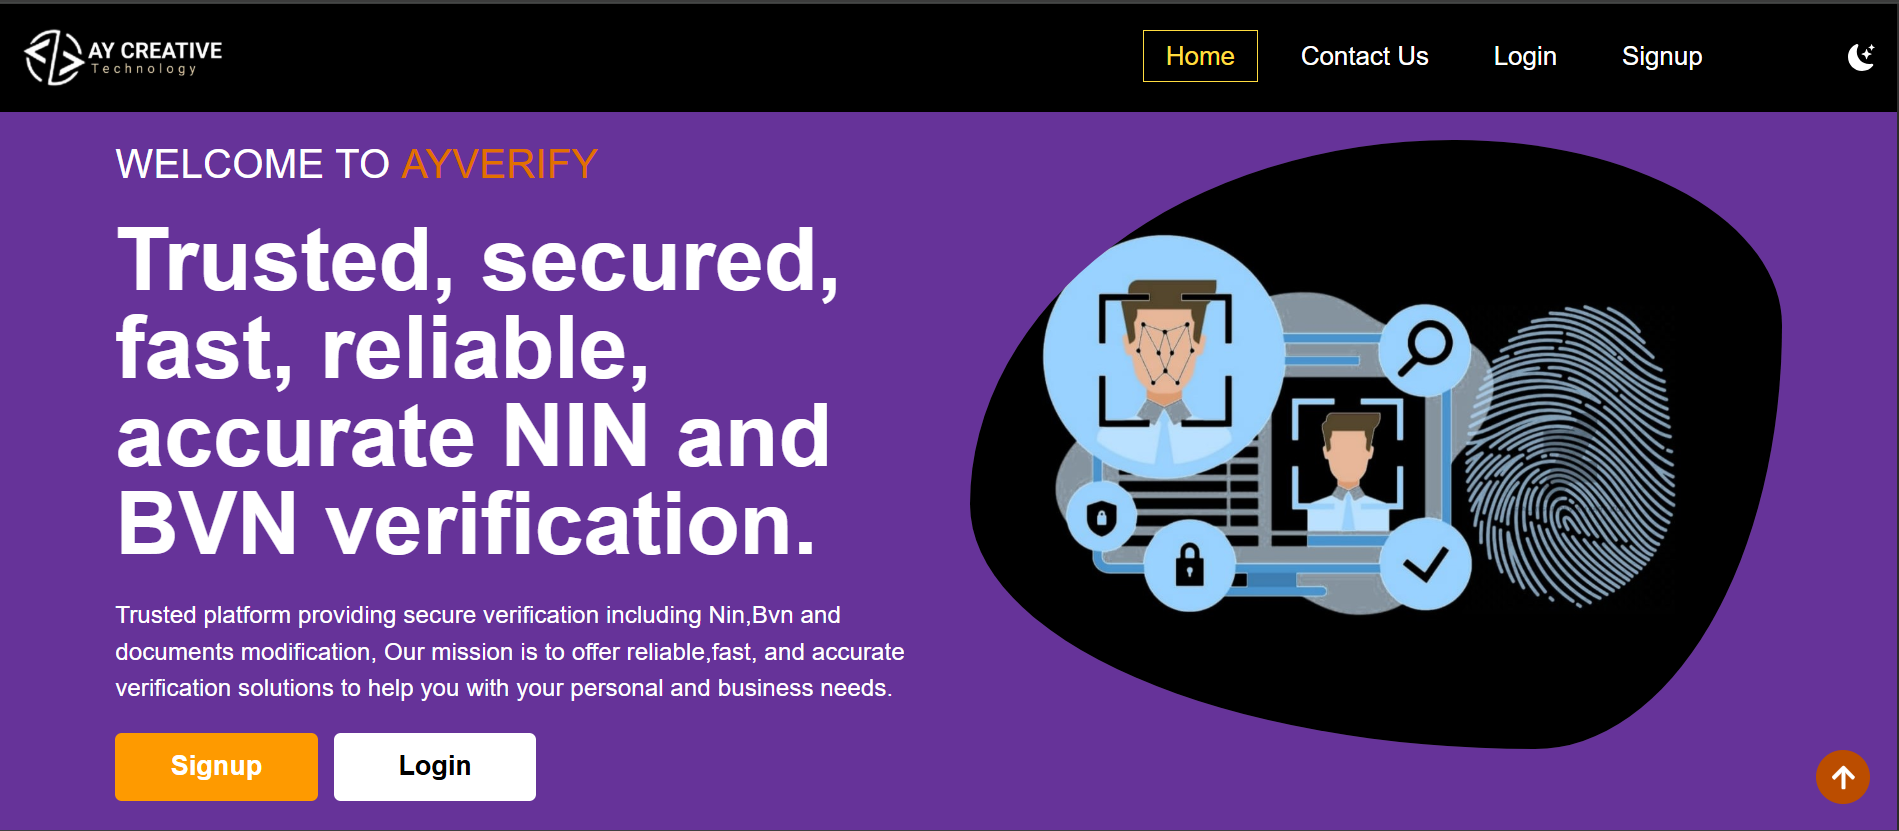 AY CREATIVE
Technology
Home
Contact Us
Login
Signup
WELCOME TO AYVERIFY
Trusted, secured,
fast, reliable,
accurate NIN and
BVN verification.
Trusted platform providing secure verification including Nin,Bvn and
documents modification, Our mission is to offer reliable,fast, and accurate
verification solutions to help you with your personal and business needs.
Signup
Login